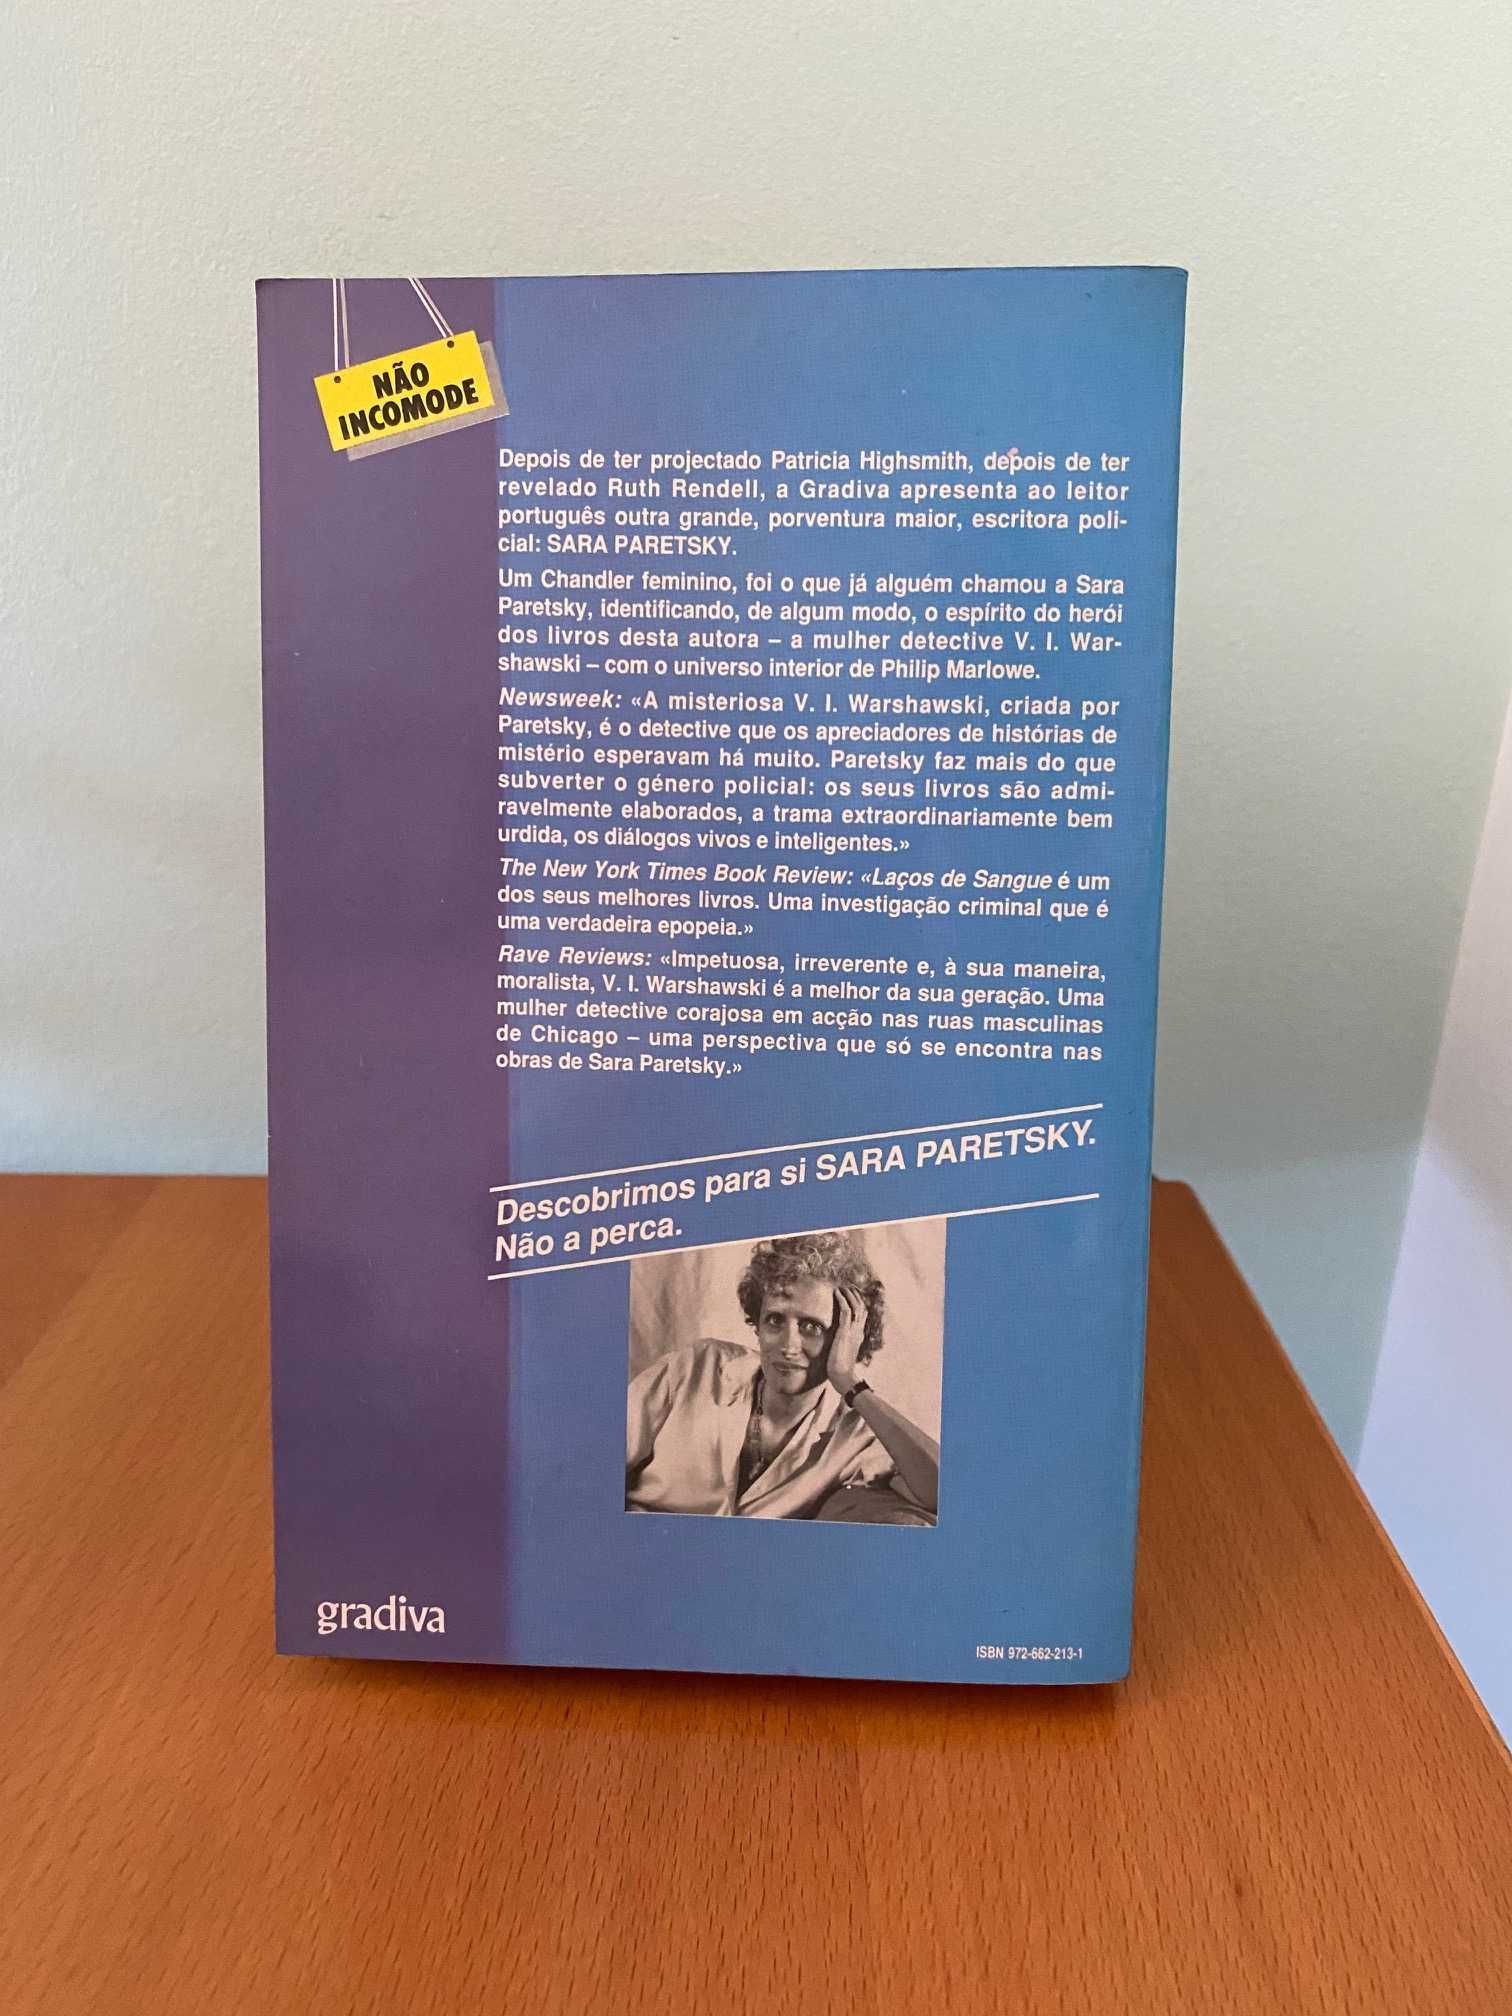 NÃO
INCOMODE
Depois de ter projectado Patricia Highsmith, depois de ter
revelado Ruth Rendell, a Gradiva apresenta ao leitor
português outra grande, porventura maior, escritora poli-
cial: SARA PARETSKY.
Um Chandler feminino, foi o que já alguém chamou a Sara
Paretsky, identificando, de algum modo, o espírito do herói
dos livros desta autora – a mulher detective V. I. War-
shawski – com o universo interior de Philip Marlowe.
Newsweek: «A misteriosa V. I. Warshawski, criada por
Paretsky, é o detective que os apreciadores de histórias de
mistério esperavam há muito. Paretsky faz mais do que
subverter o género policial: os seus livros são admi-
ravelmente elaborados, a trama extraordinariamente bem
urdida, os diálogos vivos e inteligentes.»
The New York Times Book Review: «Laços de Sangue é um
dos seus melhores livros. Uma investigação criminal que é
uma verdadeira epopeia.»
Rave Reviews: «Impetuosa, irreverente e, à sua maneira,
moralista, V. I. Warshawski é a melhor da sua geração. Uma
mulher detective corajosa em acção nas ruas masculinas
de Chicago – uma perspectiva que só se encontra nas
obras de Sara Paretsky.»
Descobrimos para si SARA PARETSKY.
Não a perca.
gradiva
ISBN 972-662-213-1